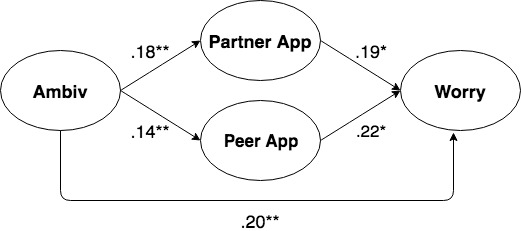 Partner App
.18**
.19*
Ambiv
Worry
.14**
Peer App
.22*
.20**